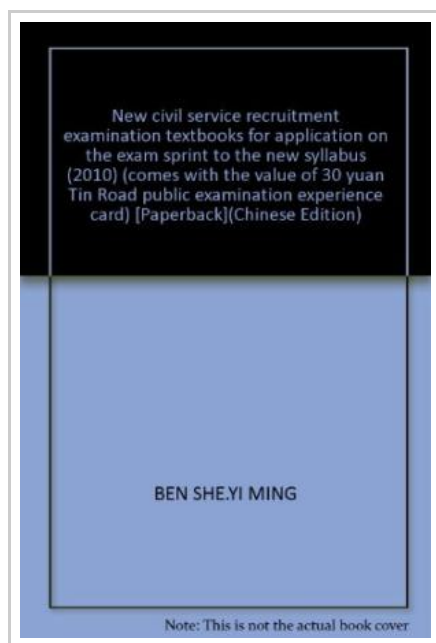 New civil service recruitment
examination textbooks for application on
the exam sprint to the new syllabus
(2010) (comes with the value of 30 yuan
Tin Road public examination experience
card) [Paperback](Chinese Edition)
BEN SHE.YI MING
Note: This is not the actual book cover